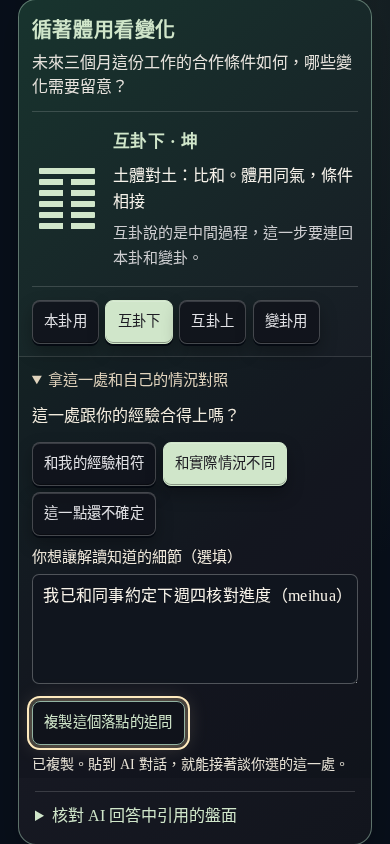 循著體用看變化
未來三個月這份工作的合作條件如何，哪些變
化需要留意？
互卦下 · 坤
土體對土：比和。體用同氣，條件
相接
互卦說的是中間過程，這一步要連回
本卦和變卦。
本卦用 互卦下 互卦上 變卦用
▼ 拿這一處和自己的情況對照
這一處跟你的經驗合得上嗎？
和我的經驗相符 和實際情況不同
這一點還不確定
你想讓解讀知道的細節（選填）
我已和同事約定下週四核對進度（meihua）
複製這個落點的追問
已複製。貼到 AI 對話，就能接著談你選的這一處。
▶ 核對 AI 回答中引用的盤面